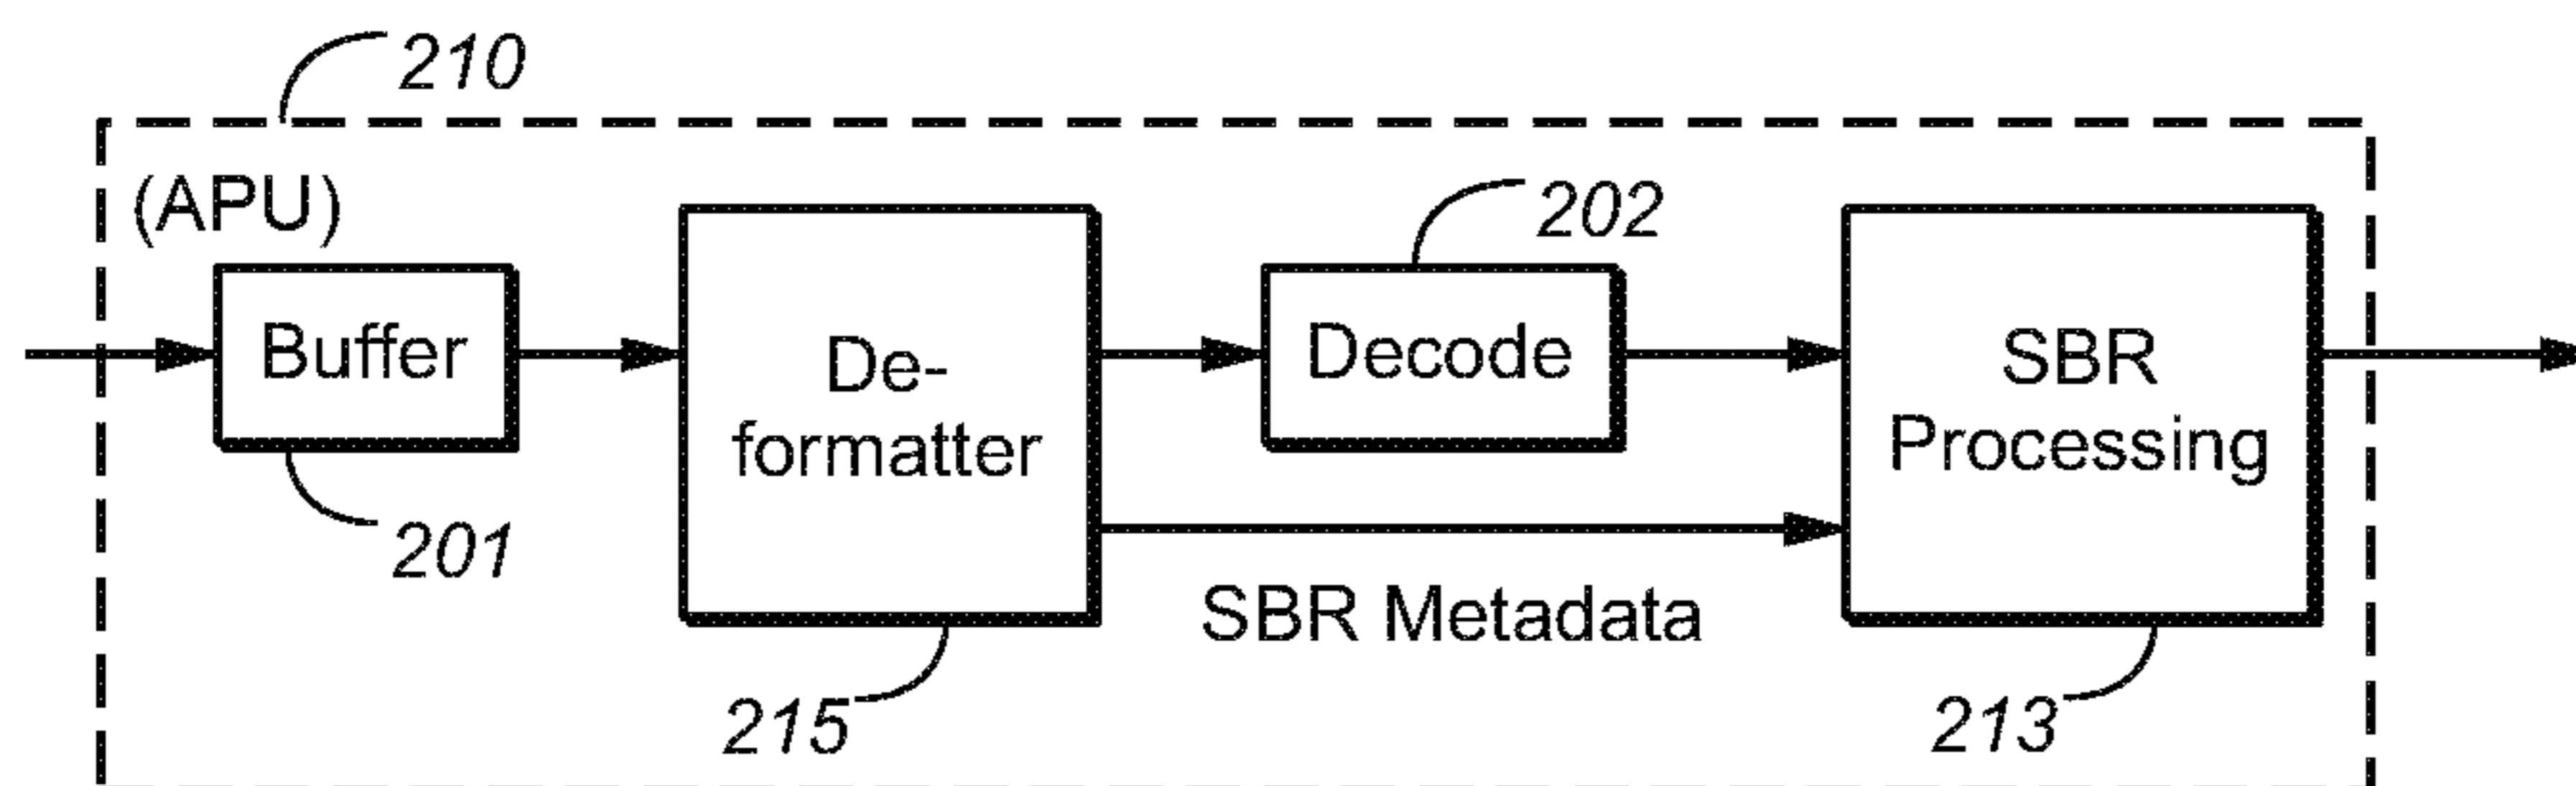 210
(APU)
202
Buffer
De-
formatter
Decode
SBR
Processing
201
SBR Metadata
215
213